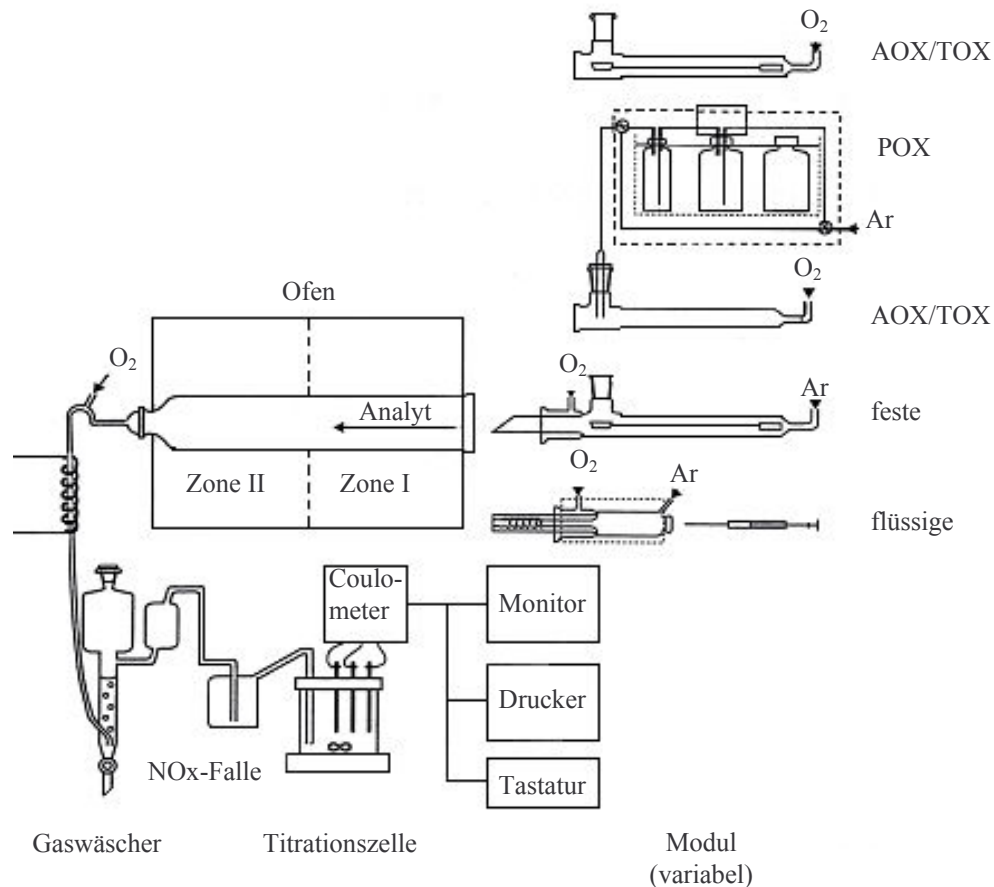 O2
AOX/TOX
POX
Ar
O2
AOX/TOX
Ofen
O2
Analyt
Zone II
Zone I
O2
Ar
feste
O2
Ar
flüssige
Coulo-
meter
Monitor
Drucker
Tastatur
NOx-Falle
Gaswäscher
Titrationszelle
Modul
(variabel)